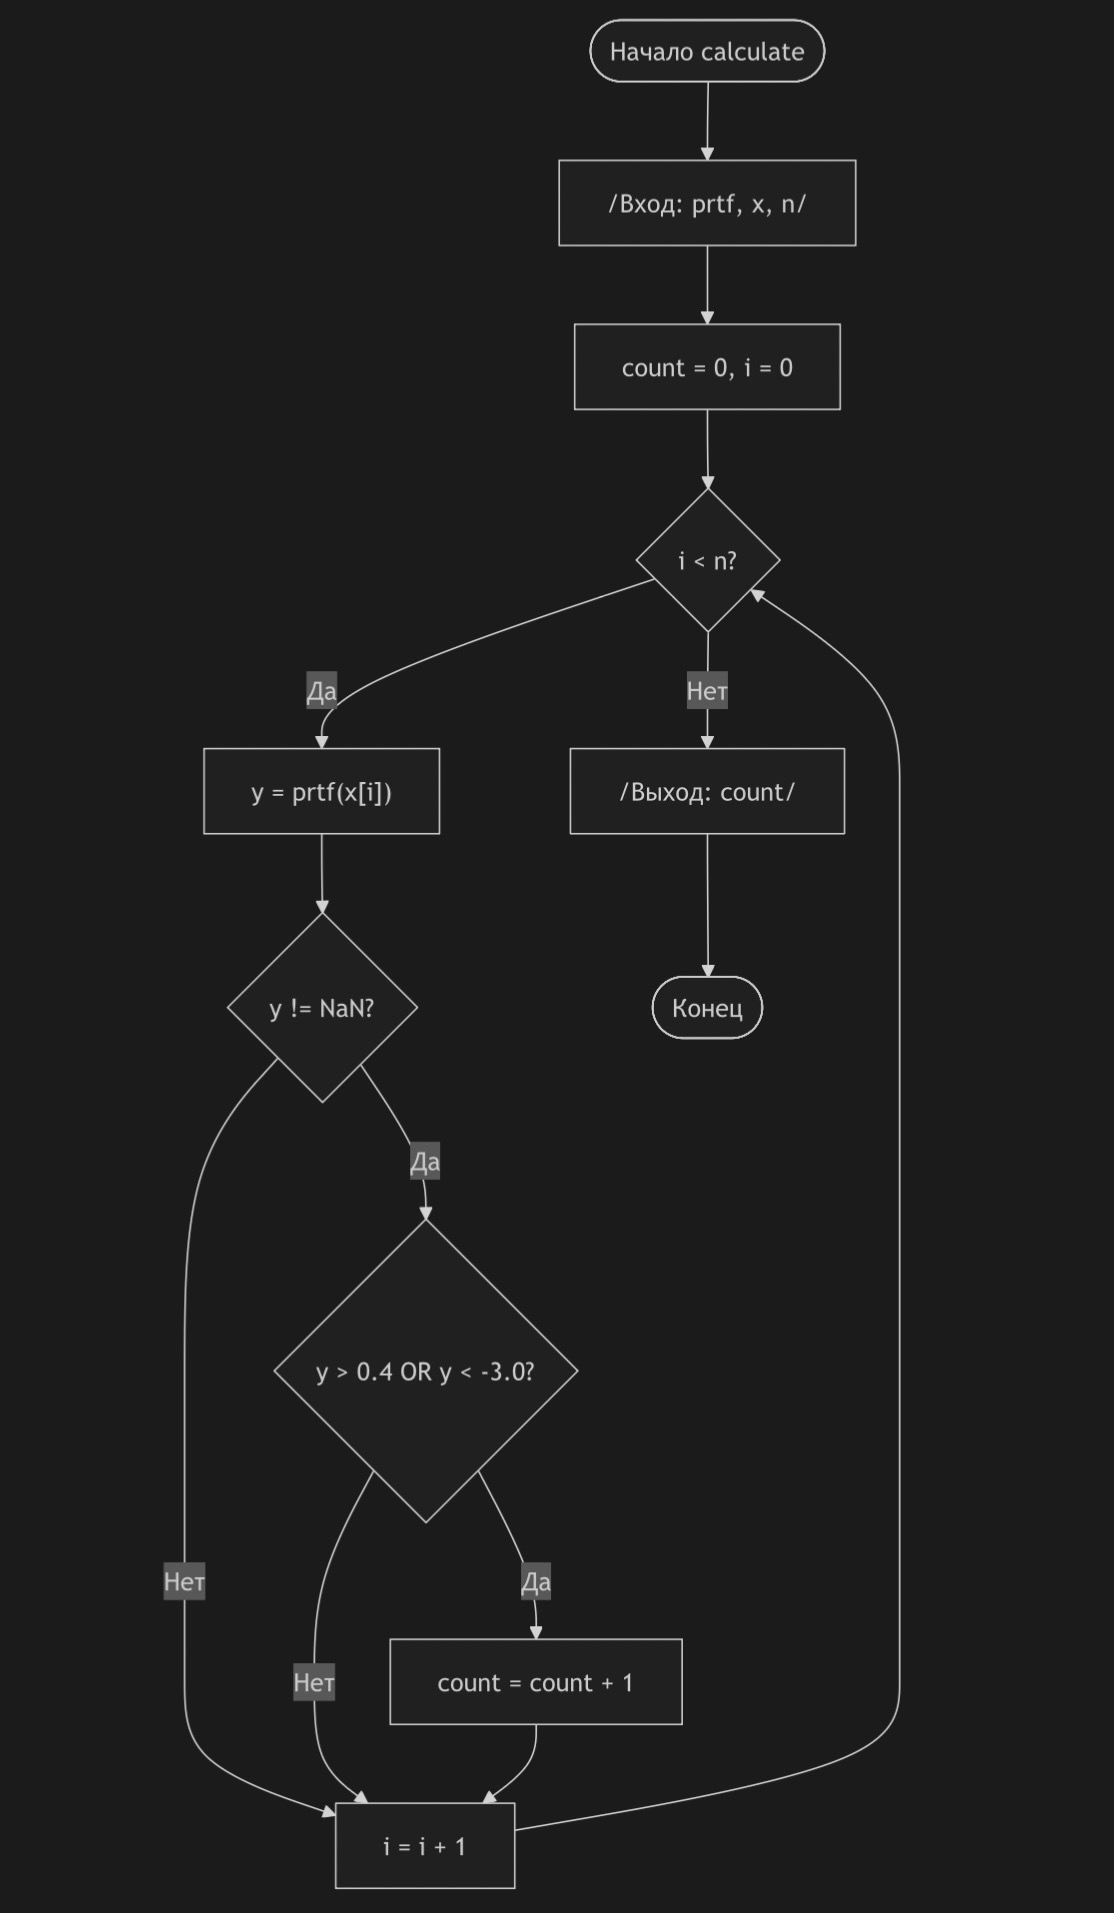 Начало calculate
/Вход: prtf, x, n/
count = 0, i = 0
i < n?
Да
Нет
y = prtf(x[i])
/Выход: count/
y != NaN?
Конец
Да
y > 0.4 OR y < -3.0?
Нет
Да
Нет
count = count + 1
i = i + 1